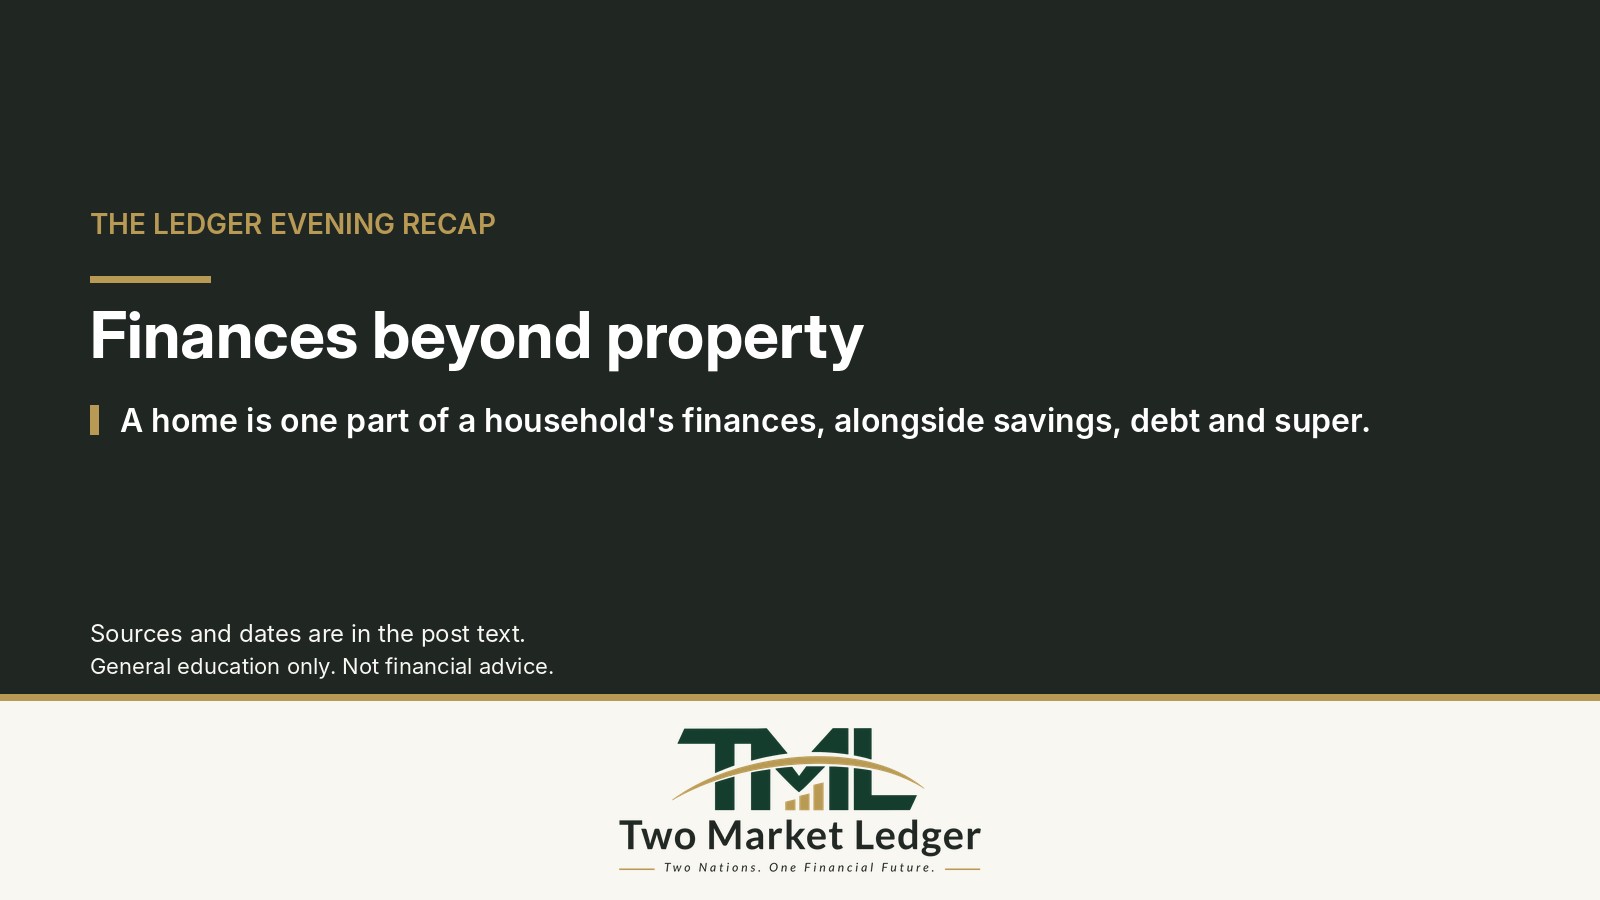 THE LEDGER EVENING RECAP
Finances beyond property
A home is one part of a household's finances, alongside savings, debt and super.
Sources and dates are in the post text.
General education only. Not financial advice.
TML
Two Market Ledger
Two Nations. One Financial Future.